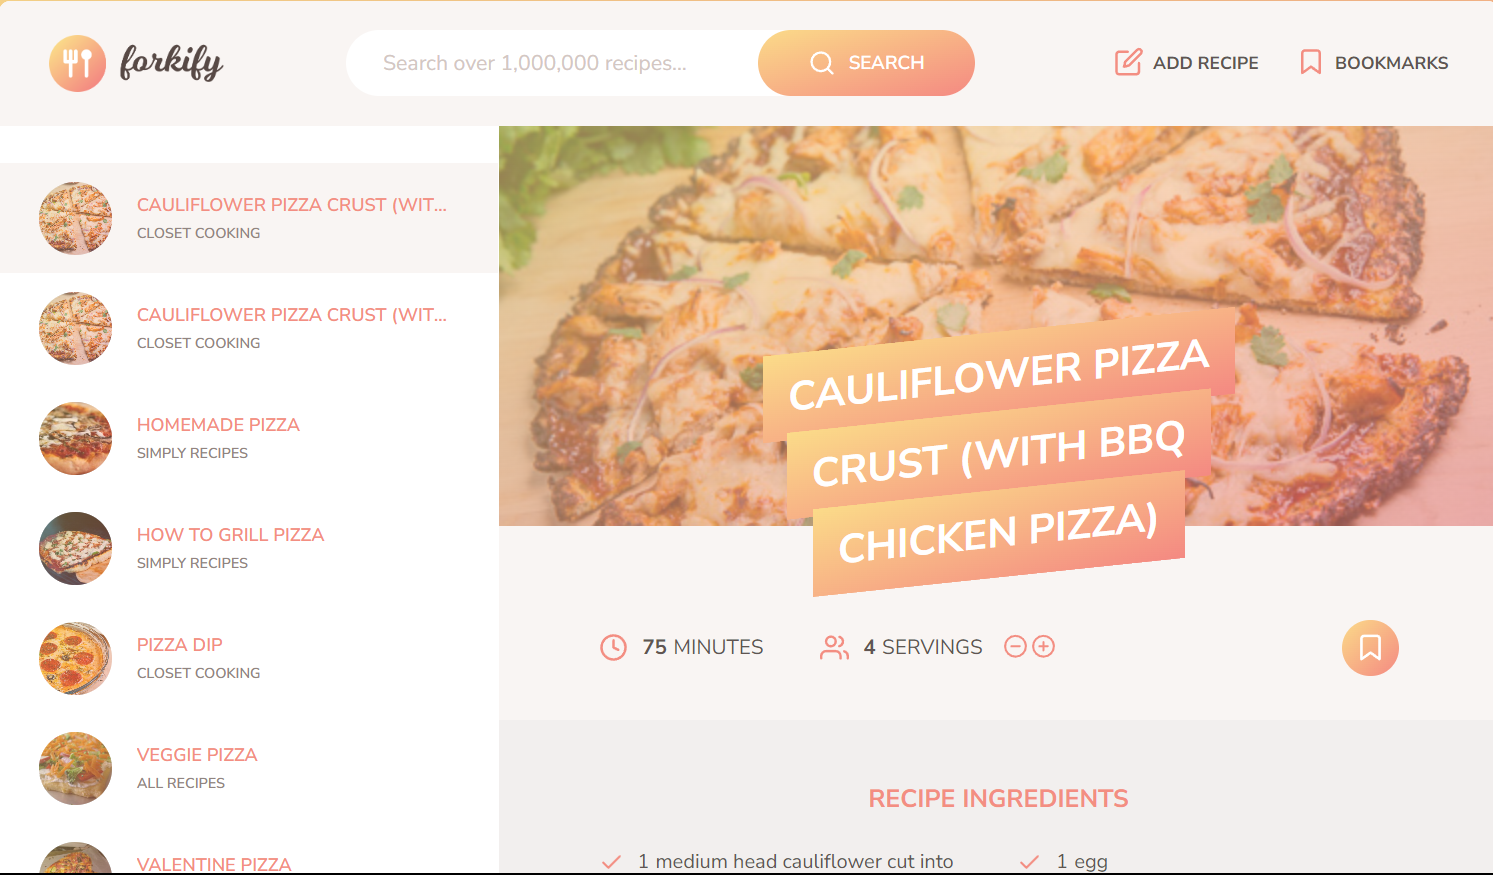 forkify
Search over 1,000,000 recipes...
SEARCH
ADD RECIPE
BOOKMARKS
CAULIFLOWER PIZZA CRUST (WIT...
CLOSET COOKING
CAULIFLOWER PIZZA CRUST (WIT...
CLOSET COOKING
HOMEMADE PIZZA
SIMPLY RECIPES
HOW TO GRILL PIZZA
SIMPLY RECIPES
PIZZA DIP
CLOSET COOKING
VEGGIE PIZZA
ALL RECIPES
VALENTINE PIZZA
CAULIFLOWER PIZZA
CRUST (WITH BBQ
CHICKEN PIZZA)
75 MINUTES
4 SERVINGS
RECIPE INGREDIENTS
1 medium head cauliflower cut into
1 egg